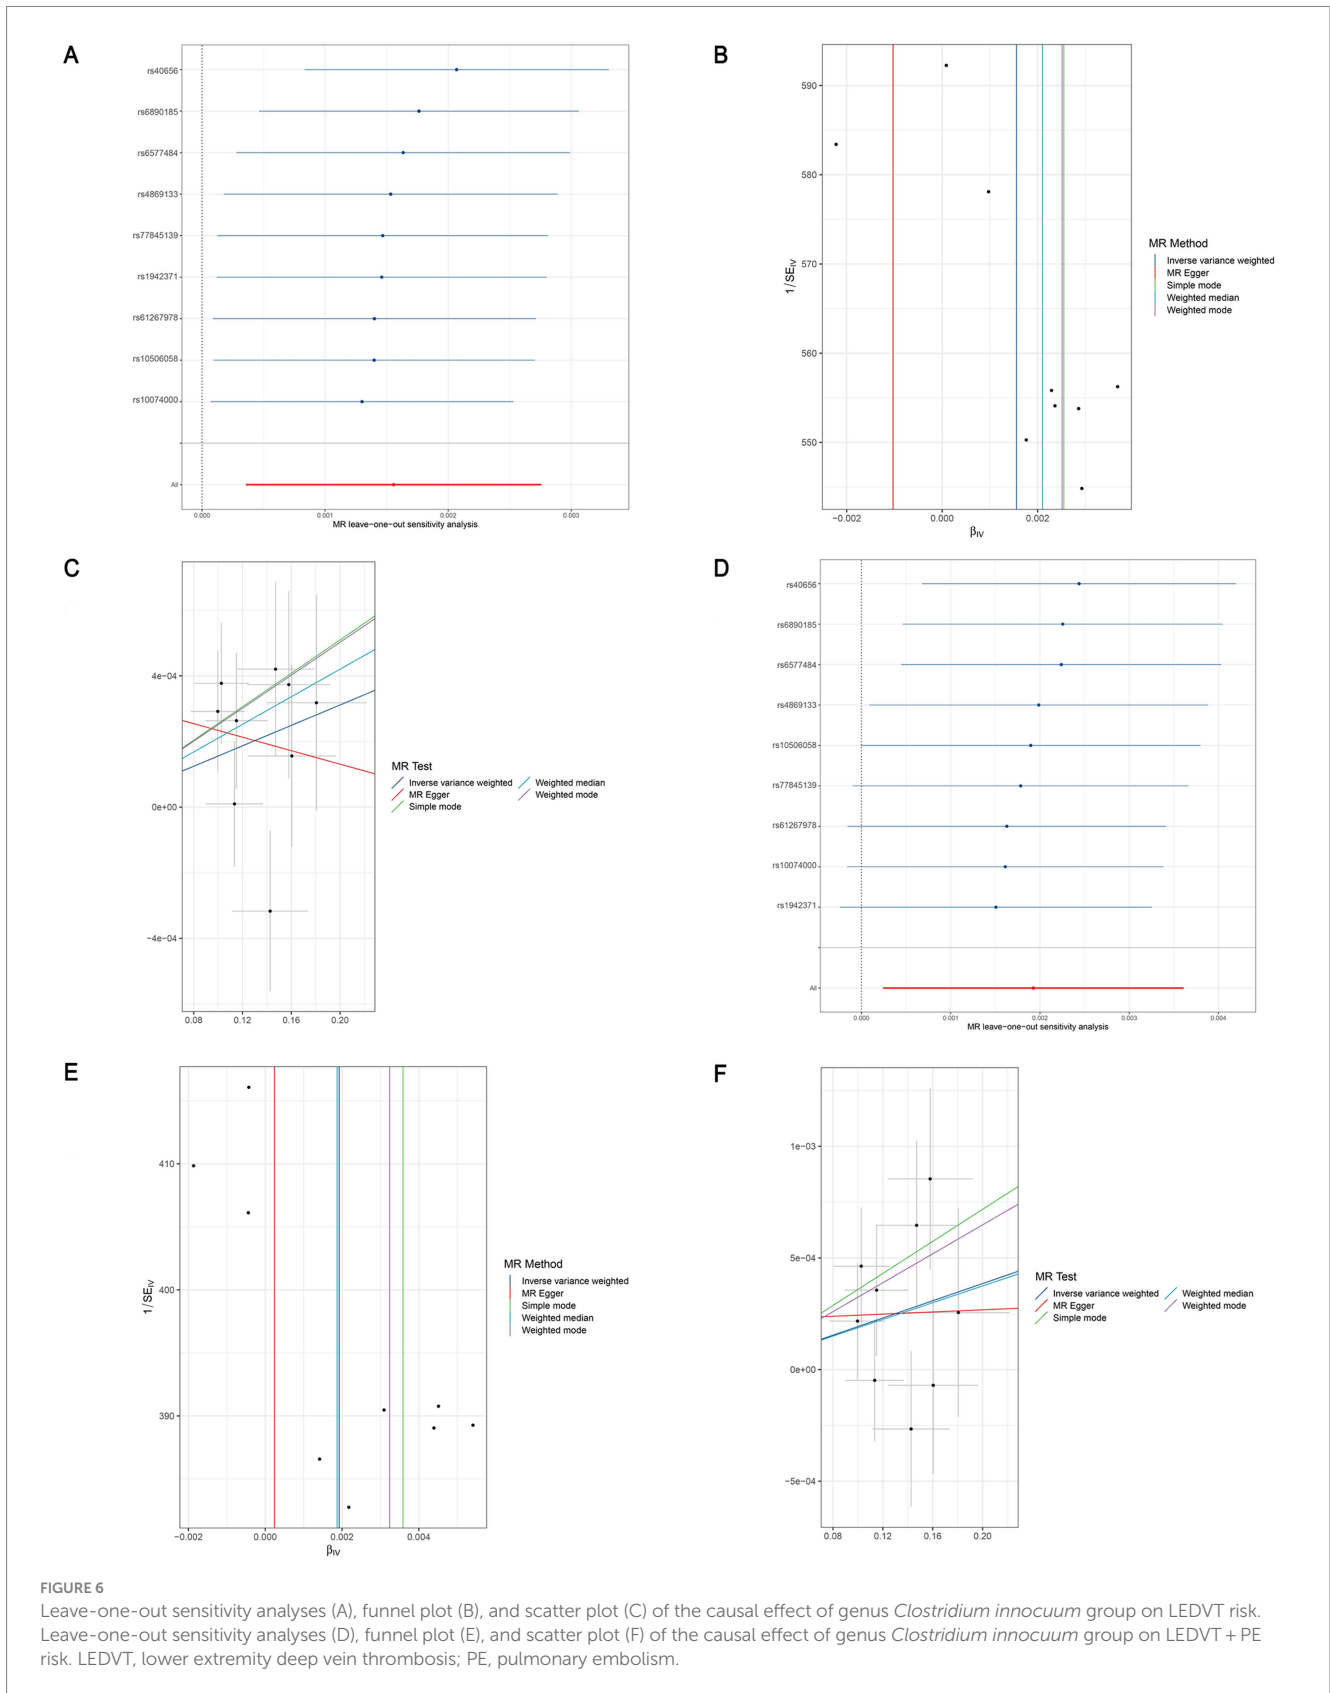 A
rs40656
rs6890185
rs6577484
rs4869133
rs77845139
rs1942371
rs61267978
rs10506058
rs10074000
All
0.000 0.001 0.002 0.003
MR leave-one-out sensitivity analysis
B
590
580
570
560
550
1/SEIV
−0.002 0.000 0.002
βIV
MR Method
Inverse variance weighted
MR Egger
Simple mode
Weighted median
Weighted mode
C
4e−04
0e+00
−4e−04
0.08 0.12 0.16 0.20
MR Test
Inverse variance weighted Weighted median
MR Egger Weighted mode
Simple mode
D
rs40656
rs6890185
rs6577484
rs4869133
rs10506058
rs77845139
rs61267978
rs10074000
rs1942371
All
0.000 0.001 0.002 0.003 0.004
MR leave-one-out sensitivity analysis
E
410
400
390
1/SEIV
−0.002 0.000 0.002 0.004
βIV
MR Method
Inverse variance weighted
MR Egger
Simple mode
Weighted median
Weighted mode
F
1e−03
5e−04
0e+00
−5e−04
0.08 0.12 0.16 0.20
MR Test
Inverse variance weighted Weighted median
MR Egger Weighted mode
Simple mode
FIGURE 6
Leave-one-out sensitivity analyses (A), funnel plot (B), and scatter plot (C) of the causal effect of genus Clostridium innocuum group on LEDVT risk.
Leave-one-out sensitivity analyses (D), funnel plot (E), and scatter plot (F) of the causal effect of genus Clostridium innocuum group on LEDVT + PE
risk. LEDVT, lower extremity deep vein thrombosis; PE, pulmonary embolism.